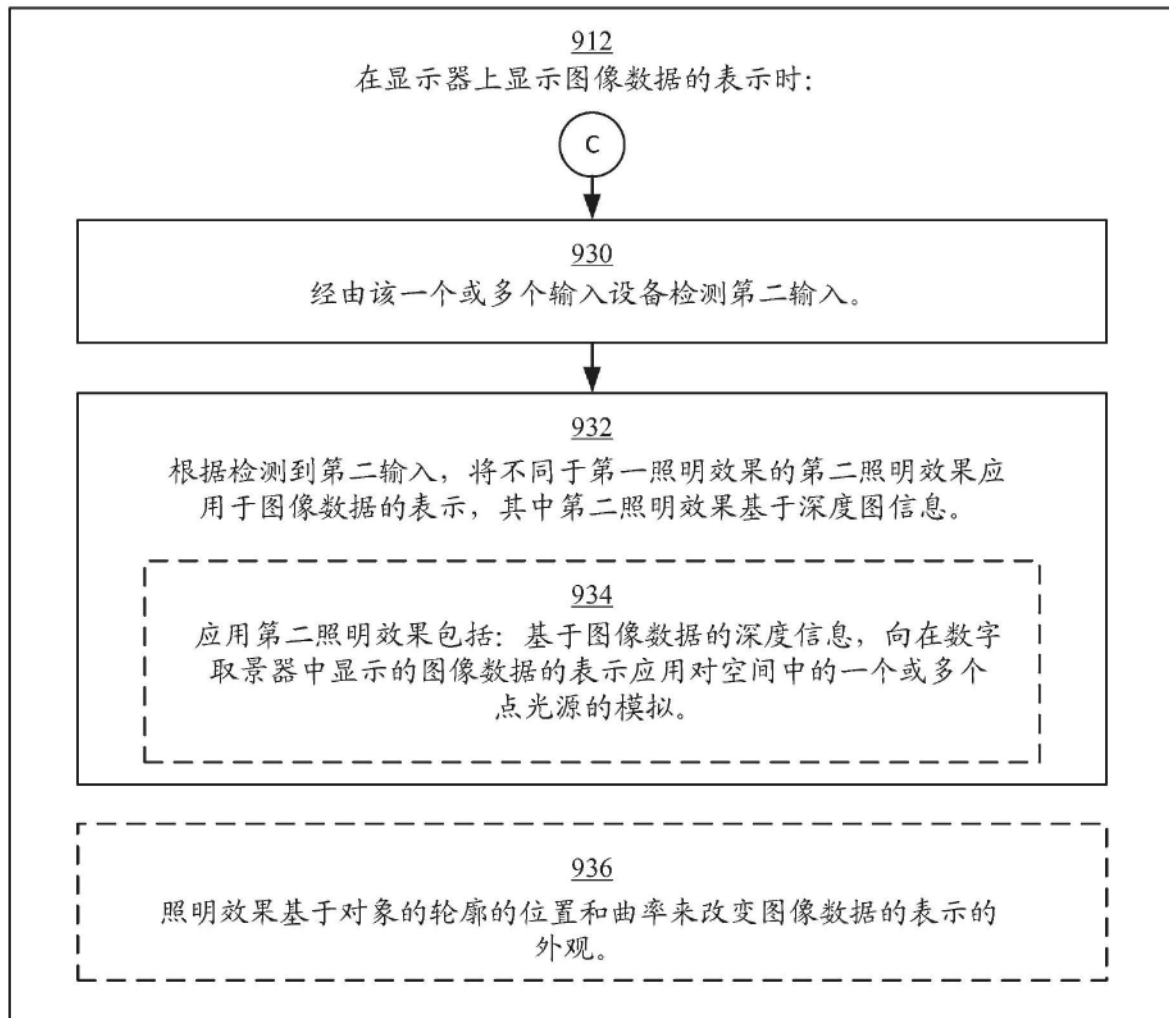 912
在显示器上显示图像数据的表示时:
C
930
经由该一个或多个输入设备检测第二输入。
932
根据检测到第二输入，将不同于第一照明效果的第二照明效果应
用于图像数据的表示，其中第二照明效果基于深度图信息。
934
应用第二照明效果包括：基于图像数据的深度信息，向在数字
取景器中显示的图像数据的表示应用对空间中的一个或多个
点光源的模拟。
936
照明效果基于对象的轮廓的位置和曲率来改变图像数据的表示的
外观。